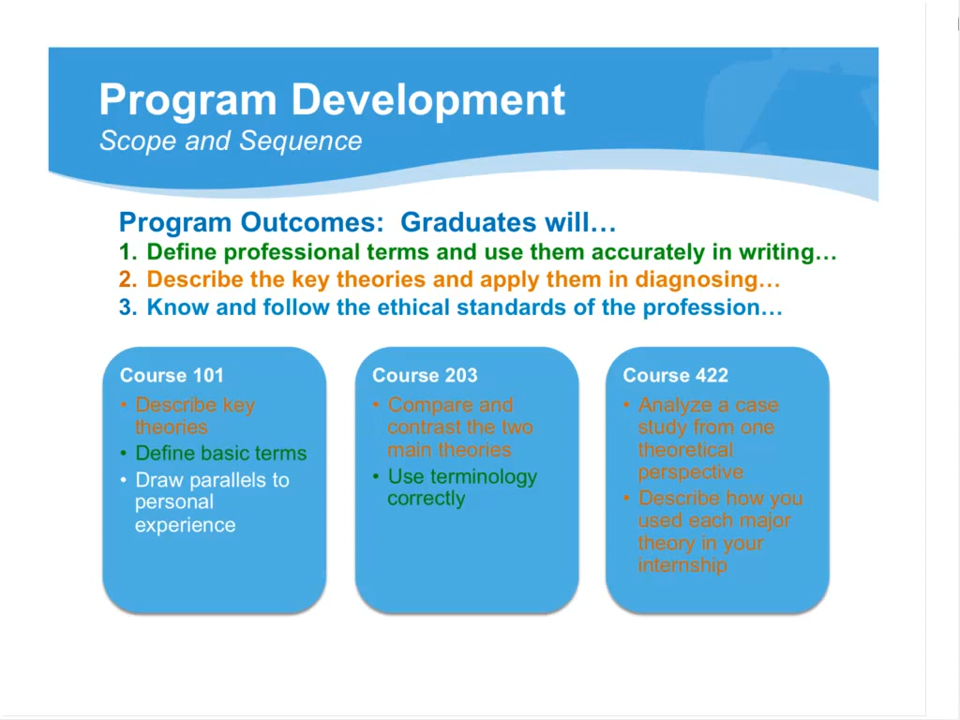 Program Development
Scope and Sequence
Program Outcomes: Graduates will…
1. Define professional terms and use them accurately in writing…
2. Describe the key theories and apply them in diagnosing…
3. Know and follow the ethical standards of the profession…
Course 101
• Describe key
theories
• Define basic terms
• Draw parallels to
personal
experience
Course 203
• Compare and
contrast the two
main theories
• Use terminology
correctly
Course 422
• Analyze a case
study from one
theoretical
perspective
• Describe how you
used each major
theory in your
internship